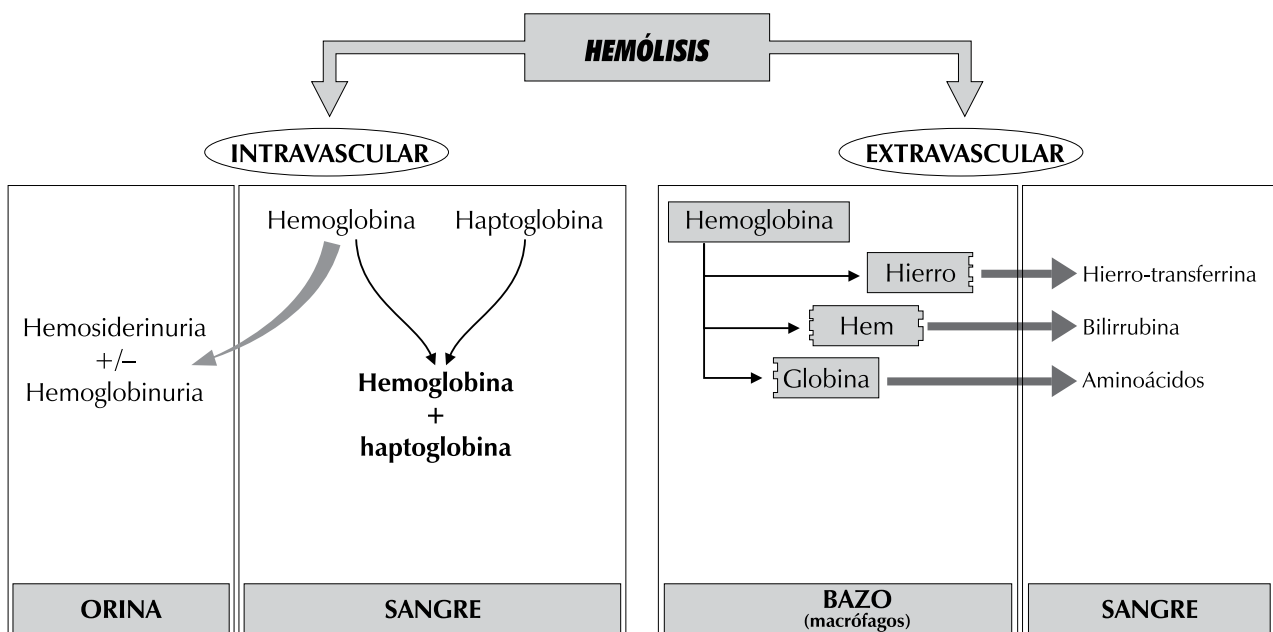 HEMÓLISIS
INTRAVASCULAR
EXTRAVASCULAR
Hemoglobina
Haptoglobina
Hemosiderinuria
+/–
Hemoglobinuria
Hemoglobina
+
haptoglobina
ORINA
SANGRE
Hemoglobina
Hierro
Hierro-transferrina
Hem
Bilirrubina
Globina
Aminoácidos
BAZO
(macrófagos)
SANGRE